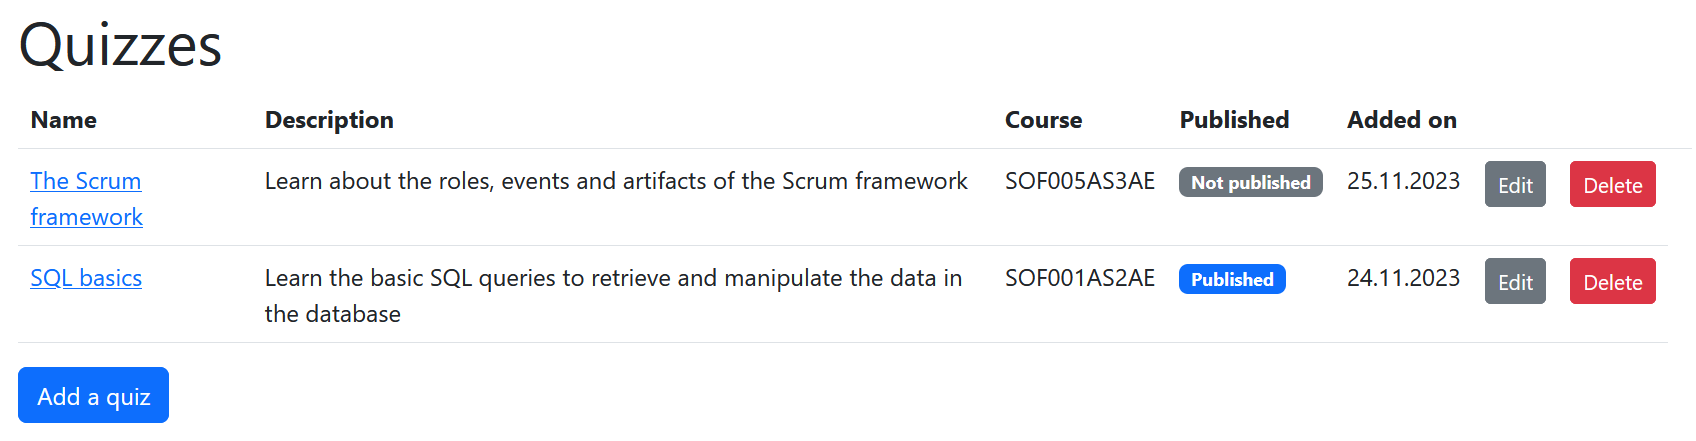 Quizzes
Name Description Course Published Added on
The Scrum Learn about the roles, events and artifacts of the Scrum framework SOF005AS3AE Not published 25.11.2023 Edit Delete
framework
SQL basics Learn the basic SQL queries to retrieve and manipulate the data in SOF001AS2AE Published 24.11.2023 Edit Delete
the database
Add a quiz